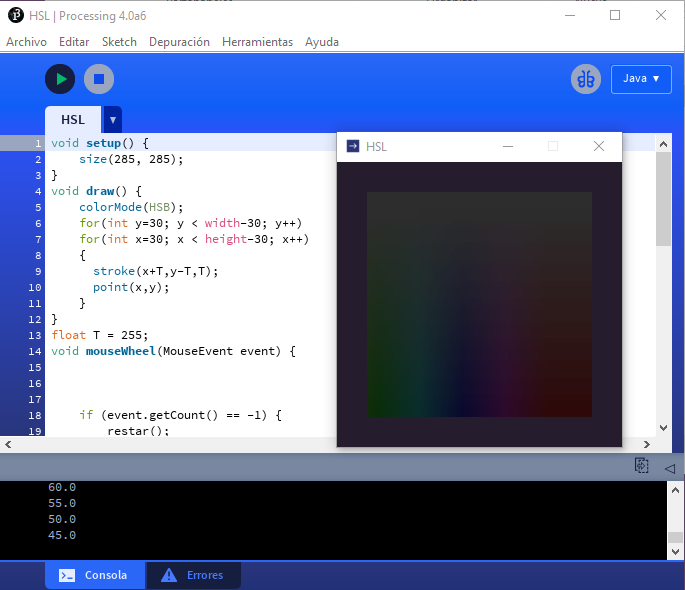 HSL | Processing 4.0a6
Archivo Editar Sketch Depuración Herramientas Ayuda
Java ▼
HSL ▼
1 void setup() {
2 size(285, 285);
3 }
4 void draw() {
5 colorMode(HSB);
6 for(int y=30; y < width-30; y++)
7 for(int x=30; x < height-30; x++)
8 {
9 stroke(x+T,y-T,T);
10 point(x,y);
11 }
12 }
13 float T = 255;
14 void mouseWheel(MouseEvent event) {
15
16
17
18 if (event.getCount() == -1) {
19 restar();
HSL
60.0
55.0
50.0
45.0
Consola Errores